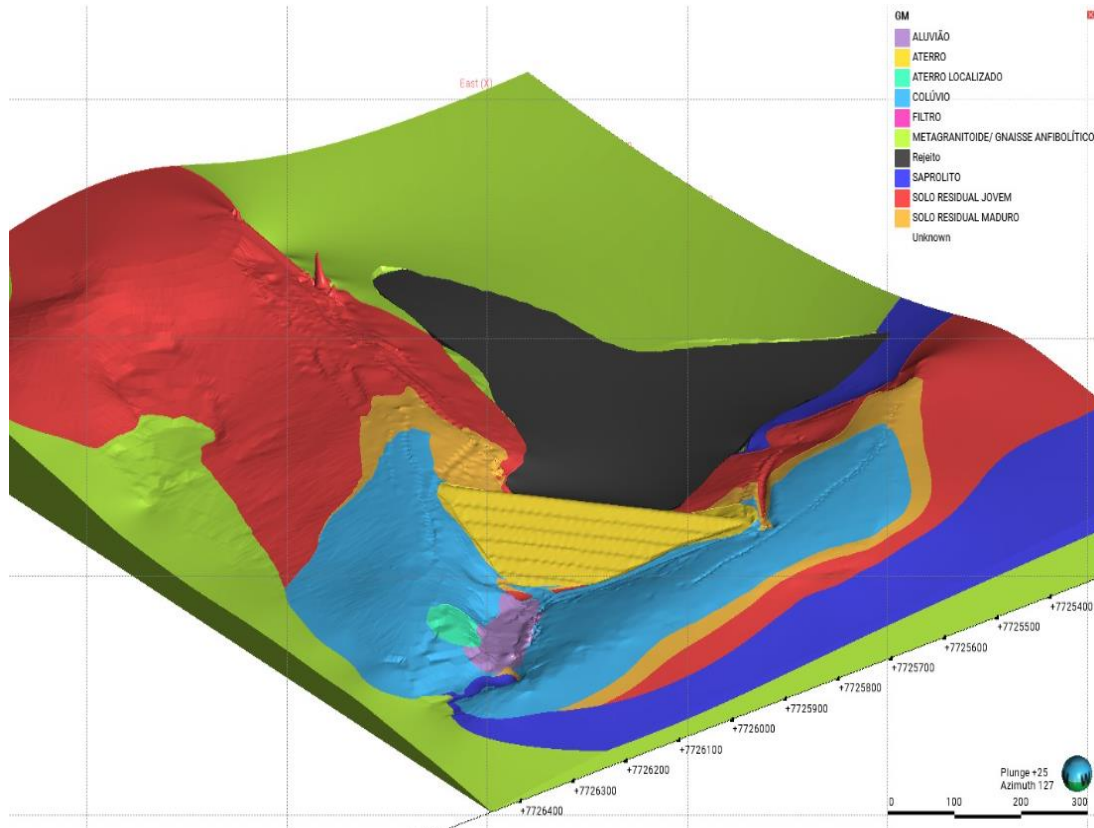 East (X)
GM
ALUVIÃO
ATERRO
ATERRO LOCALIZADO
COLÚVIO
FILTRO
METAGRANITOIDE/ GNAISSE ANFIBOLÍTICO
Rejeito
SAPROLITO
SOLO RESIDUAL JOVEM
SOLO RESIDUAL MADURO
Unknown
+7725400
+7725500
+7725600
+7725700
+7725800
+7725900
+7726000
+7726100
+7726200
+7726300
+7726400
Plunge +25
Azimuth 127
0 100 200 300